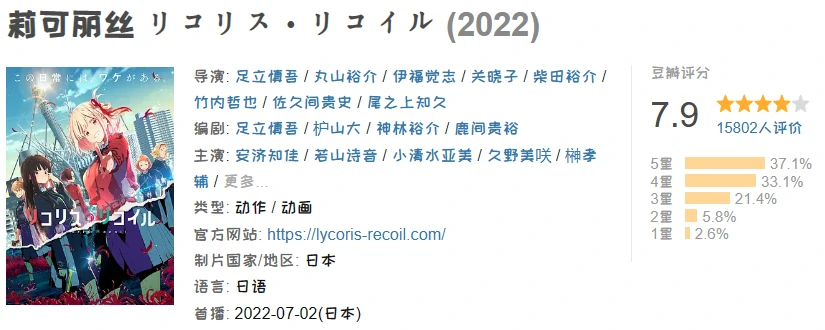 莉可丽丝 リコリス・リコイル (2022)
この日常には、ワケがある。
リコリス・リコイル
导演: 足立慎吾 / 丸山裕介 / 伊福覚志 / 关晓子 / 柴田裕介 /
竹内哲也 / 佐久间贵史 / 尾之上知久
编剧: 足立慎吾 / 枦山大 / 神林裕介 / 鹿间贵裕
主演: 安济知佳 / 若山诗音 / 小清水亚美 / 久野美咲 / 榊孝
辅 / 更多...
类型: 动作 / 动画
官方网站: https://lycoris-recoil.com/
制片国家/地区: 日本
语言: 日语
首播: 2022-07-02(日本)
豆瓣评分
7.9
15802人评价
5星 37.1%
4星 33.1%
3星 21.4%
2星 5.8%
1星 2.6%